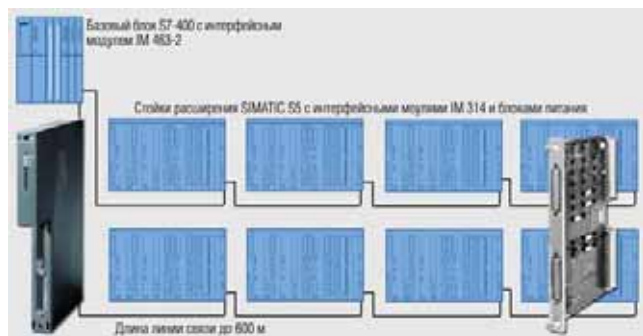 Базовый блок S7-400 с интерфейсным
модулем IM 463-2
Стойки расширения SIMATIC S5 с интерфейсными моулями IM 314 и блоками питания
Длина линии связи до 600 м